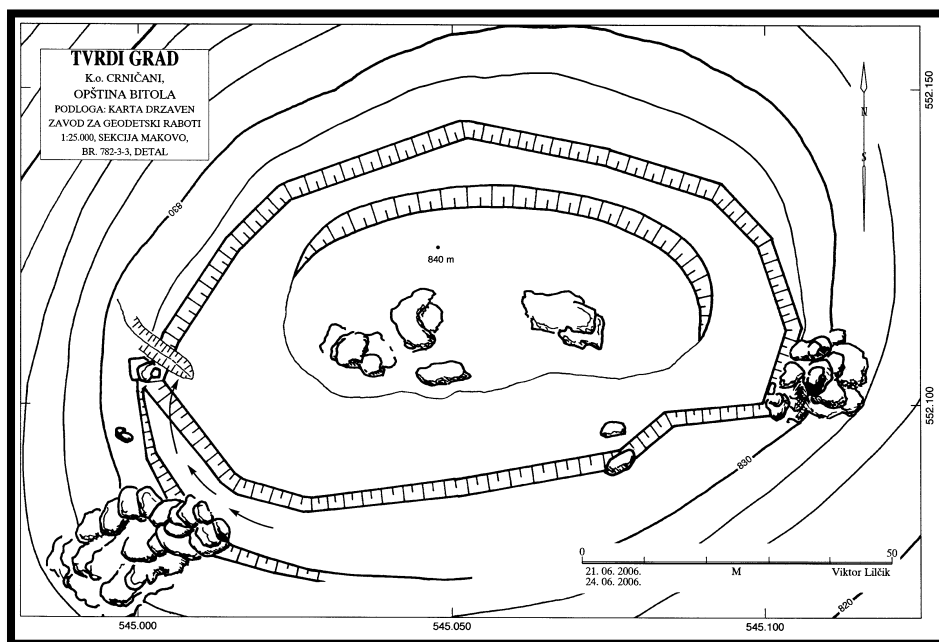 TVRDI GRAD
K.o. CRNIČANI,
OPŠTINA BITOLA
PODLOGA: KARTA DRZAVEN
ZAVOD ZA GEODETSKI RABOTI
1:25.000, SEKCIJA MAKOVO,
BR. 782-3-3, DETAL
552.150
N
S
830
840 m
552.100
830
0
50
21. 06. 2006.
M
Viktor Lilčik
24. 06. 2006.
820
545.000
545.050
545.100